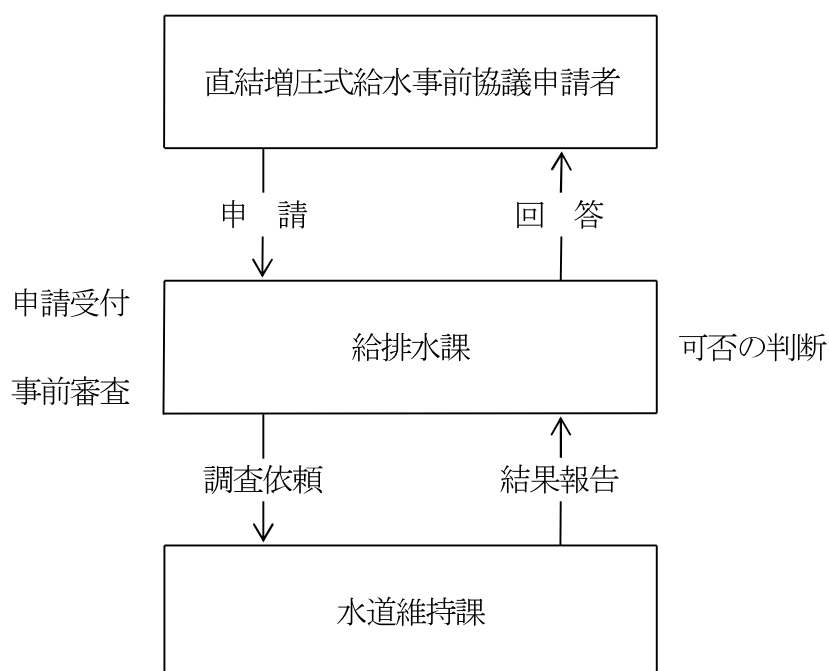 直結増圧式給水事前協議申請者
申　請
回　答
申請受付
給排水課
可否の判断
事前審査
調査依頼
結果報告
水道維持課